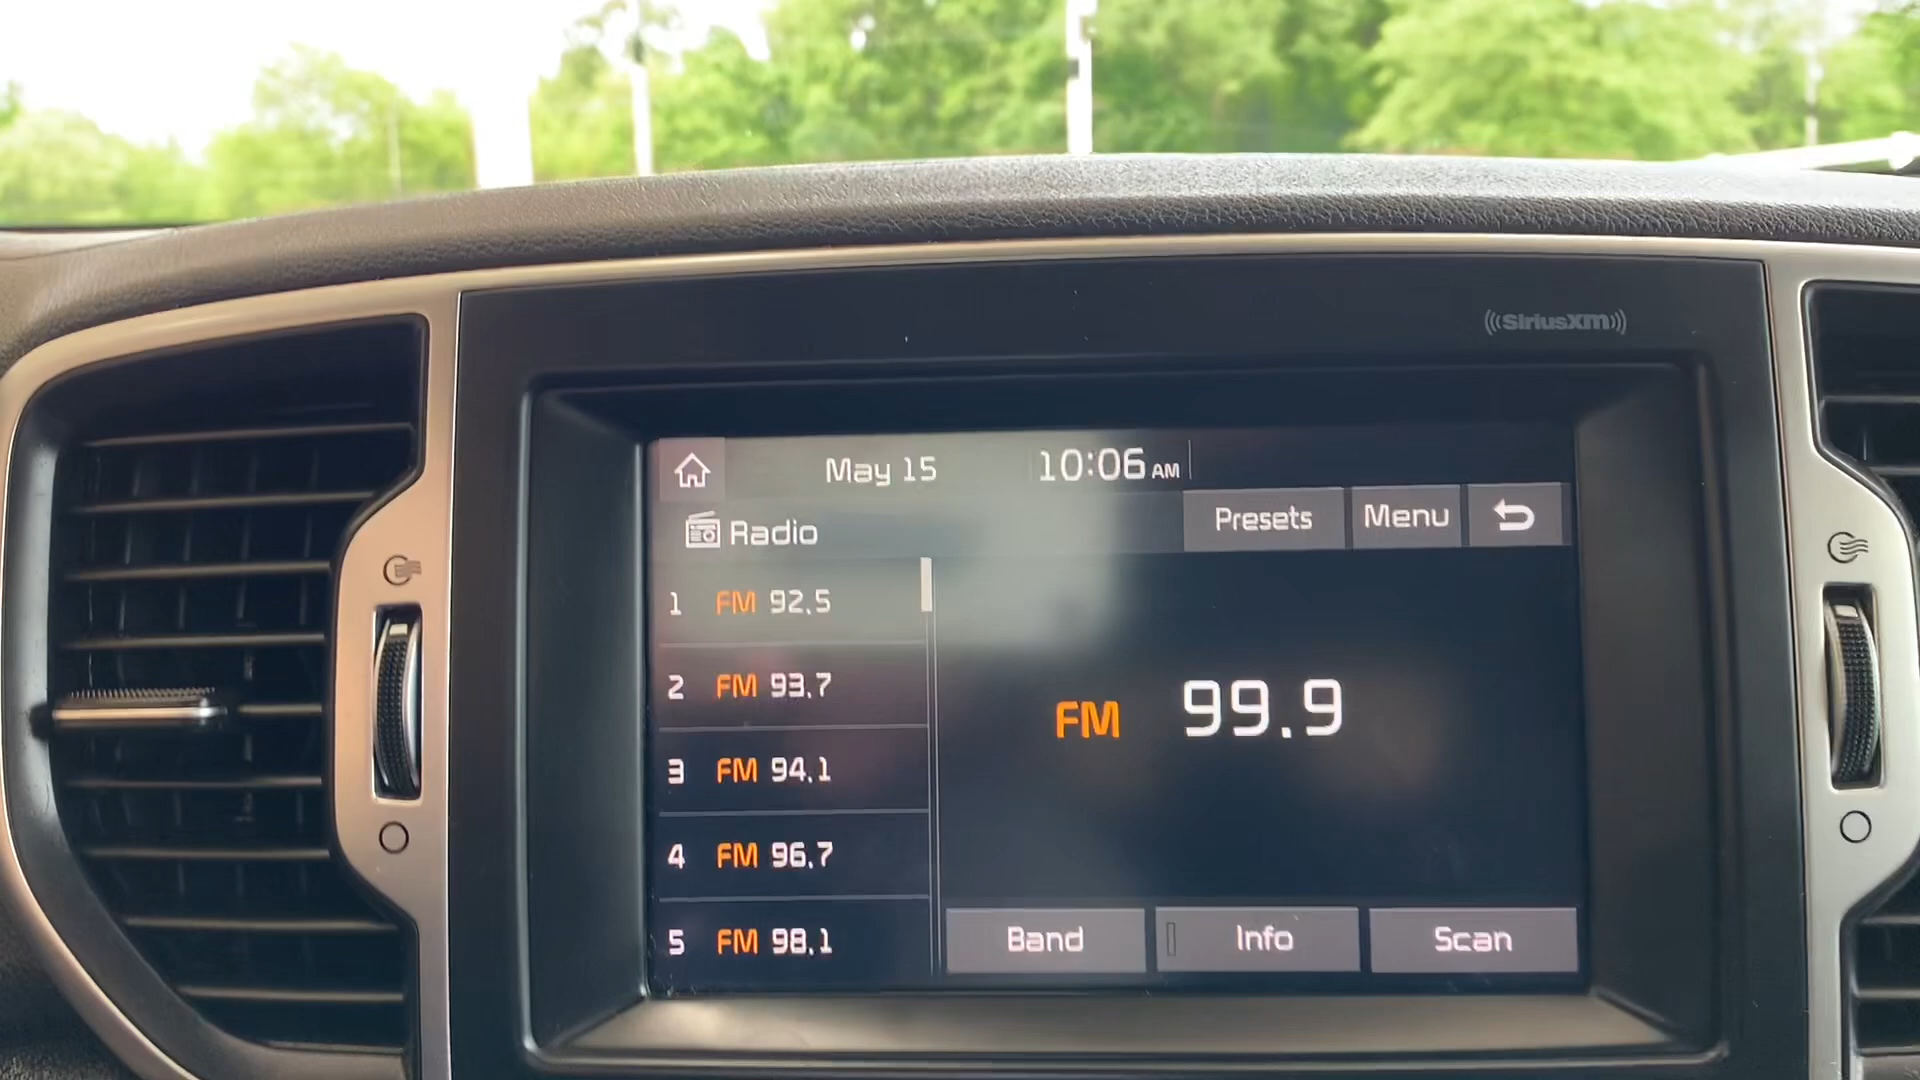 SiriusXM
May 15 10:06 AM
Radio Presets Menu
1 FM 92.5
2 FM 93.7
3 FM 94.1
4 FM 96.7
5 FM 98.1
FM 99.9
Band Info Scan